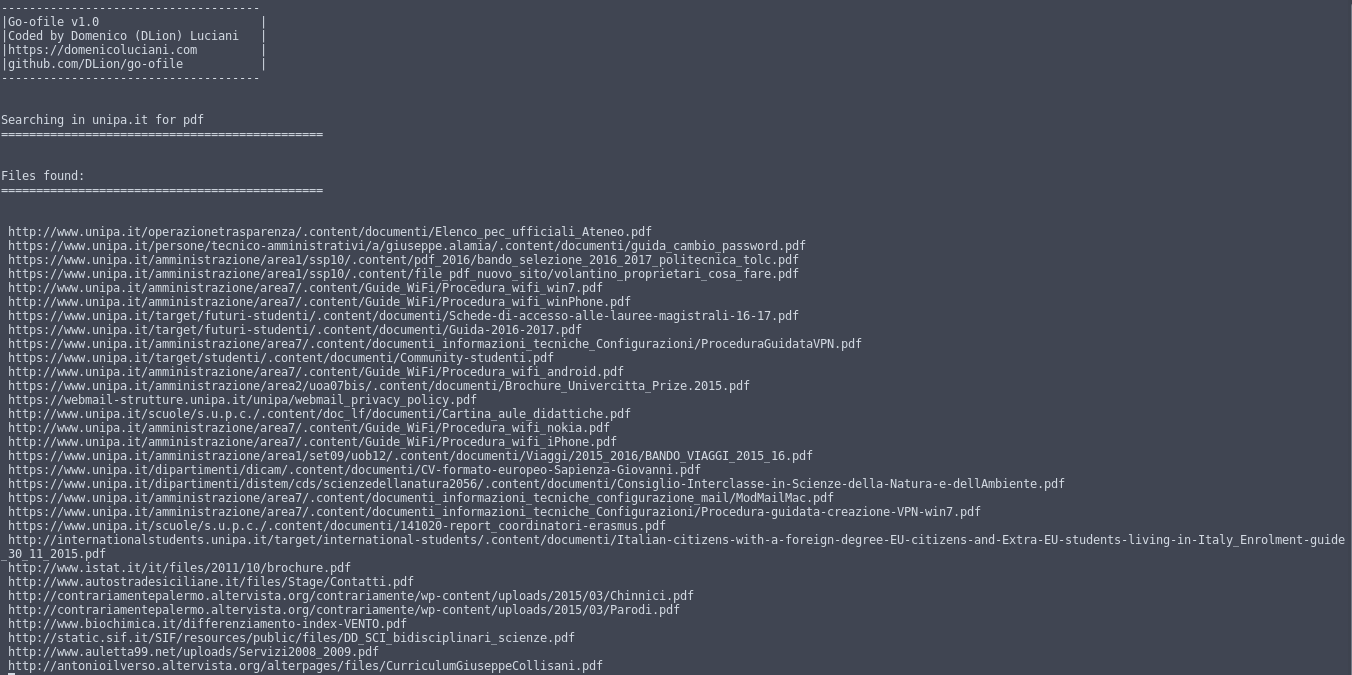 -------------------------------------
|Go-ofile v1.0                       |
|Coded by Domenico (DLion) Luciani   |
|https://domenicoluciani.com         |
|github.com/DLion/go-ofile           |
-------------------------------------
Searching in unipa.it for pdf
==============================================
Files found:
==============================================
http://www.unipa.it/operazionetrasparenza/.content/documenti/Elenco_pec_ufficiali_Ateneo.pdf
https://www.unipa.it/persone/tecnico-amministrativi/a/giuseppe.alamia/.content/documenti/guida_cambio_password.pdf
https://www.unipa.it/amministrazione/area1/ssp10/.content/pdf_2016/bando_selezione_2016_2017_politecnica_tolc.pdf
https://www.unipa.it/amministrazione/area1/ssp10/.content/file_pdf_nuovo_sito/volantino_proprietari_cosa_fare.pdf
http://www.unipa.it/amministrazione/area7/.content/Guide_WiFi/Procedura_wifi_win7.pdf
http://www.unipa.it/amministrazione/area7/.content/Guide_WiFi/Procedura_wifi_winPhone.pdf
https://www.unipa.it/target/futuri-studenti/.content/documenti/Schede-di-accesso-alle-lauree-magistrali-16-17.pdf
http://www.unipa.it/target/futuri-studenti/.content/documenti/Guida-2016-2017.pdf
http://www.unipa.it/amministrazione/area7/.content/documenti_informazioni_tecniche_Configurazioni/ProceduraGuidataVPN.pdf
https://www.unipa.it/target/studenti/.content/documenti/Community-studenti.pdf
http://www.unipa.it/amministrazione/area7/.content/Guide_WiFi/Procedura_wifi_android.pdf
https://www.unipa.it/amministrazione/area2/uoa07bis/.content/documenti/Brochure_Univercitta_Prize.2015.pdf
https://webmail-strutture.unipa.it/unipa/webmail_privacy_policy.pdf
http://www.unipa.it/scuole/s.u.p.c./.content/doc_lf/documenti/Cartina_aule_didattiche.pdf
http://www.unipa.it/amministrazione/area7/.content/Guide_WiFi/Procedura_wifi_nokia.pdf
http://www.unipa.it/amministrazione/area7/.content/Guide_WiFi/Procedura_wifi_iPhone.pdf
http://www.unipa.it/amministrazione/area1/set09/uob12/.content/documenti/Viaggi/2015_2016/BANDO_VIAGGI_2015_16.pdf
https://www.unipa.it/dipartimenti/dicam/.content/documenti/CV-formato-europeo-Sapienza-Giovanni.pdf
https://www.unipa.it/dipartimenti/distem/cds/scienzedellanatura2056/.content/documenti/Consiglio-Interclasse-in-Scienze-della-Natura-e-dellAmbiente.pdf
http://www.unipa.it/amministrazione/area7/.content/documenti_informazioni_tecniche_configurazione_mail/ModMailMac.pdf
http://www.unipa.it/amministrazione/area7/.content/documenti_informazioni_tecniche_Configurazioni/Procedura-guidata-creazione-VPN-win7.pdf
https://www.unipa.it/scuole/s.u.p.c./.content/documenti/141020-report_coordinatori-erasmus.pdf
http://internationalstudents.unipa.it/target/international-students/.content/documenti/Italian-citizens-with-a-foreign-degree-EU-citizens-and-Extra-EU-students-living-in-Italy_Enrolment-guide
_30_11_2015.pdf
http://www.istat.it/it/files/2011/10/brochure.pdf
http://www.autostradesiciliane.it/files/Stage/Contatti.pdf
http://contrariamentepalermo.altervista.org/contrariamente/wp-content/uploads/2015/03/Chinnici.pdf
http://contrariamentepalermo.altervista.org/contrariamente/wp-content/uploads/2015/03/Parodi.pdf
http://www.biochimica.it/differenziamento-index-VENTO.pdf
http://static.sif.it/SIF/resources/public/files/DD_SCI_bidisciplinari_scienze.pdf
http://www.auletta99.net/uploads/Servizi2008_2009.pdf
http://antonioilverso.altervista.org/alterpages/files/CurriculumGiuseppeCollisani.pdf